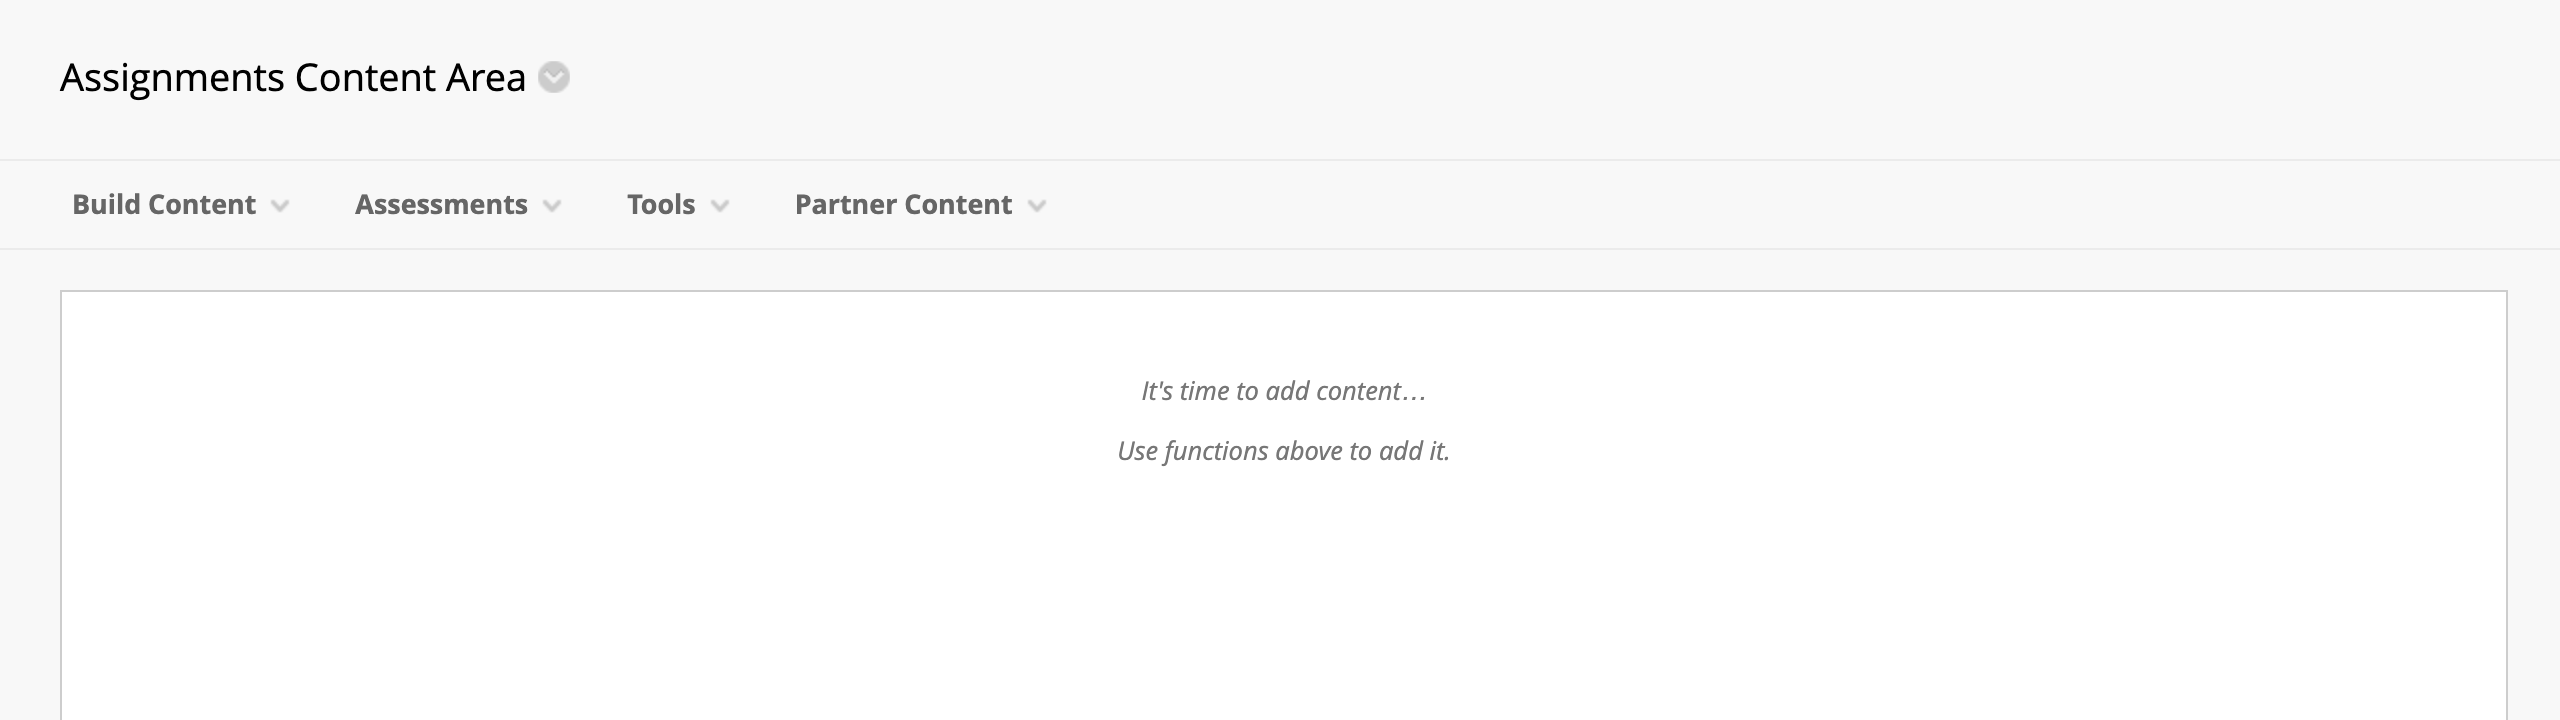 Assignments Content Area
Build Content Assessments Tools Partner Content
It's time to add content…
Use functions above to add it.